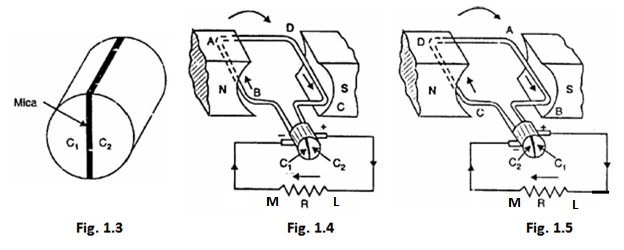 Mica
C₁ C₂
Fig. 1.3
A D
N B S
C
– +
C₁ C₂
M R L
Fig. 1.4
D A
N S
C B
+
–
C₂ C₁
M R L
Fig. 1.5